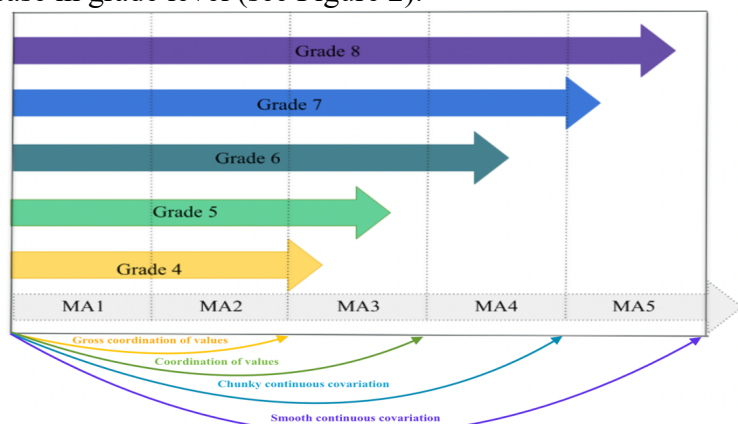 ease in grade level (see Figure 2).
Grade 8
Grade 7
Grade 6
Grade 5
Grade 4
MA1 MA2 MA3 MA4 MA5
Gross coordination of values
Coordination of values
Chunky continuous covariation
Smooth continuous covariation